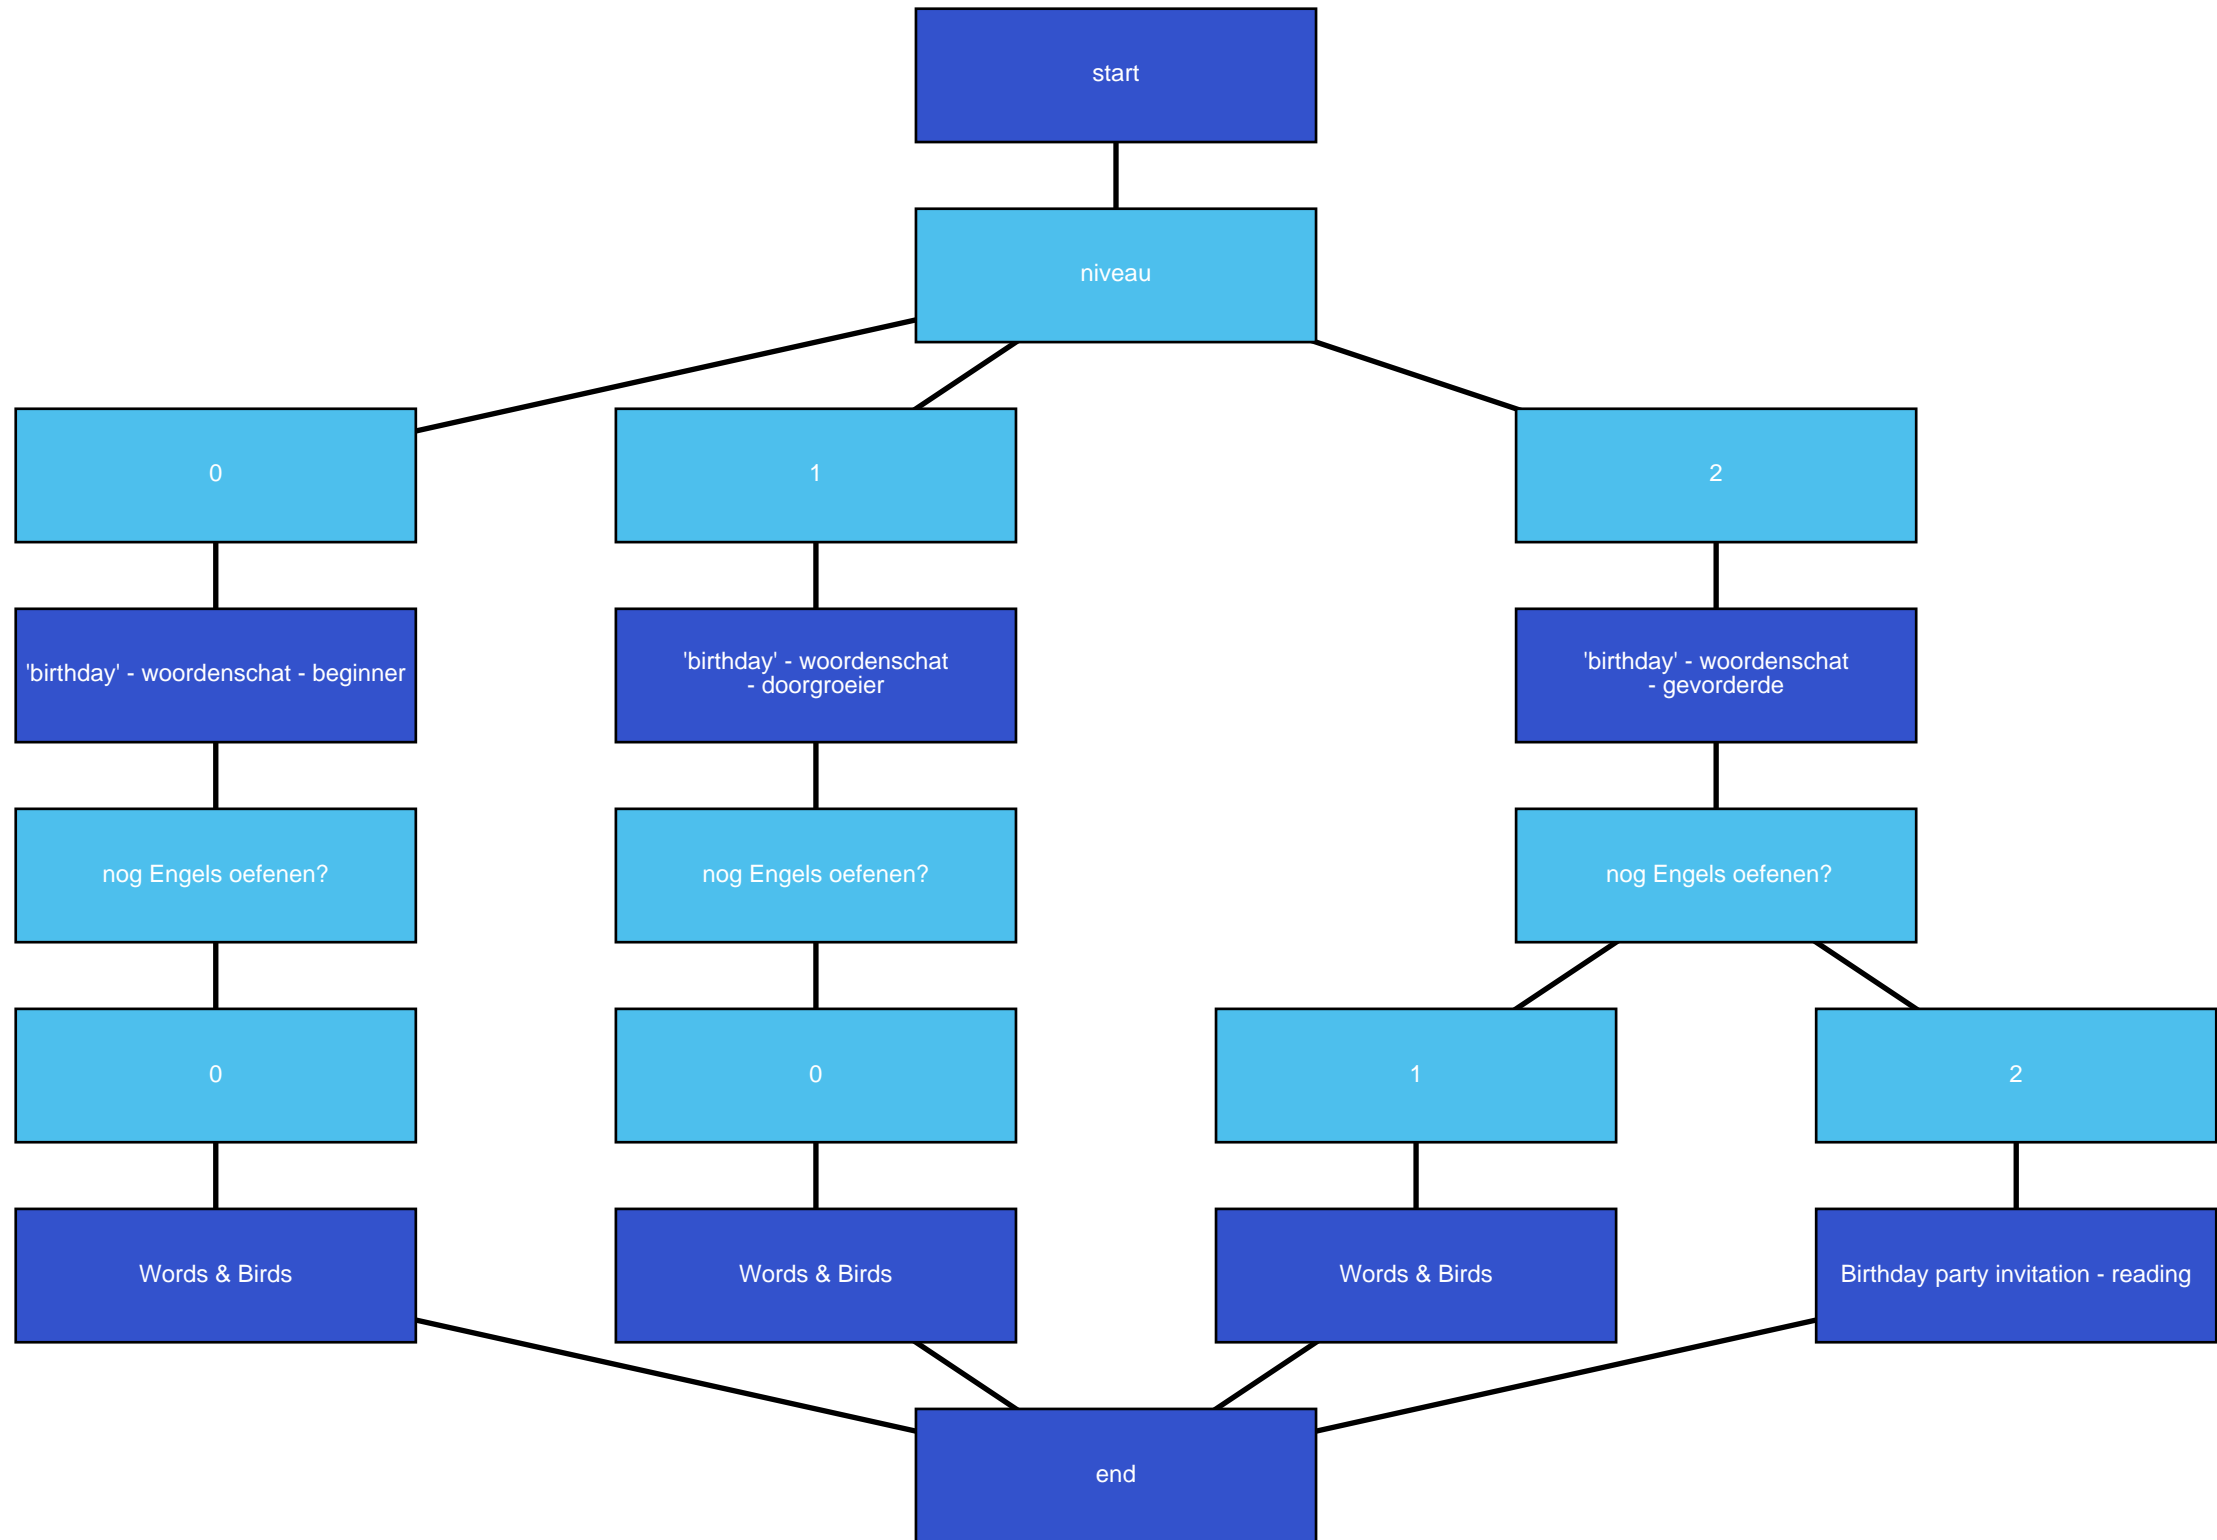 start
niveau
0
1
2
'birthday' - woordenschat - beginner
'birthday' - woordenschat
- doorgroeier
'birthday' - woordenschat
- gevorderde
nog Engels oefenen?
nog Engels oefenen?
nog Engels oefenen?
0
0
1
2
Words & Birds
Words & Birds
Words & Birds
Birthday party invitation - reading
end